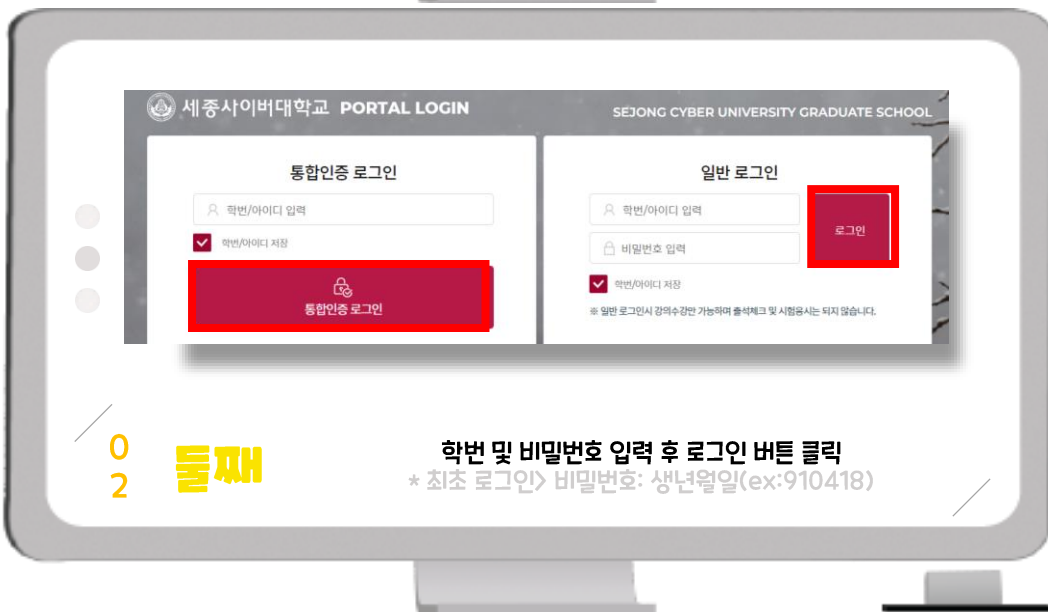 세종사이버대학교 PORTAL LOGIN
SEJONG CYBER UNIVERSITY GRADUATE SCHOOL
통합인증 로그인
학번/아이디 입력
학번/아이디 저장
통합인증 로그인
일반 로그인
학번/아이디 입력
비밀번호 입력
로그인
학번/아이디 저장
※ 일반 로그인시 강의수강만 가능하며 출석체크 및 시험응시는 되지 않습니다.
02
둘째
학번 및 비밀번호 입력 후 로그인 버튼 클릭
* 최초 로그인> 비밀번호: 생년월일(ex:910418)